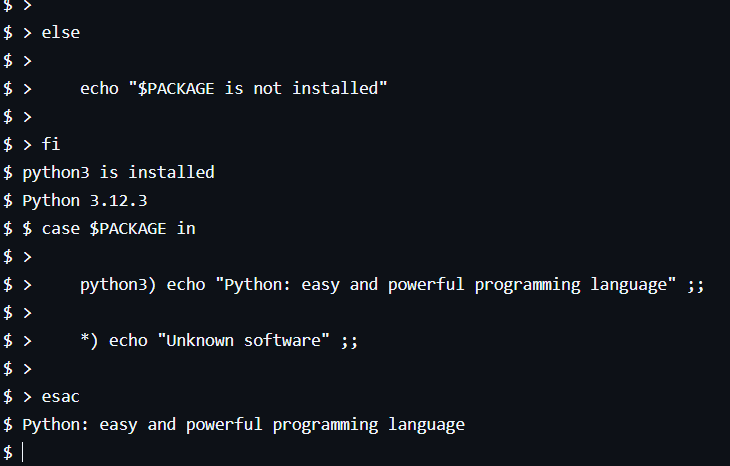 $ >
$ > else
$ >
$ >     echo "$PACKAGE is not installed"
$ >
$ > fi
$ python3 is installed
$ Python 3.12.3
$ $ case $PACKAGE in
$ >
$ >     python3) echo "Python: easy and powerful programming language" ;;
$ >
$ >     *) echo "Unknown software" ;;
$ >
$ > esac
$ Python: easy and powerful programming language
$